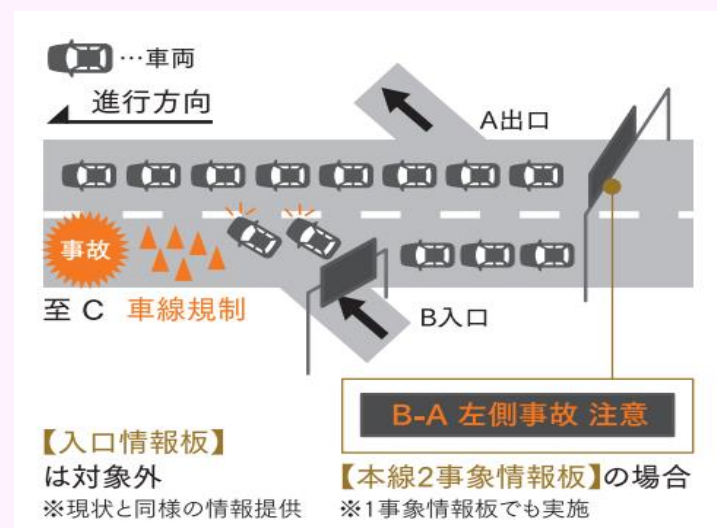 …車両
進行方向
A出口
事故
至 C 車線規制
B入口
B-A 左側事故 注意
【入口情報板】
は対象外
※現状と同様の情報提供
【本線2事象情報板】の場合
※1事象情報板でも実施